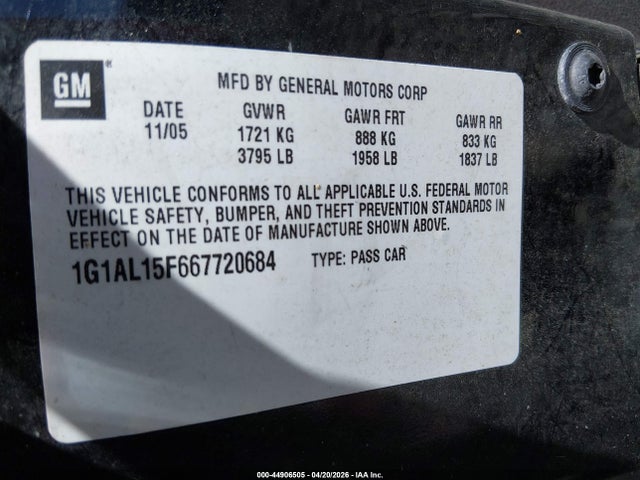 GM ®
MFD BY GENERAL MOTORS CORP
DATE GVWR GAWR FRT GAWR RR
11/05 1721 KG 888 KG 833 KG
3795 LB 1958 LB 1837 LB
THIS VEHICLE CONFORMS TO ALL APPLICABLE U.S. FEDERAL MOTOR
VEHICLE SAFETY, BUMPER, AND THEFT PREVENTION STANDARDS IN
EFFECT ON THE DATE OF MANUFACTURE SHOWN ABOVE.
1G1AL15F667720684 TYPE: PASS CAR
000-44906505 - 04/20/2026 - IAA Inc.